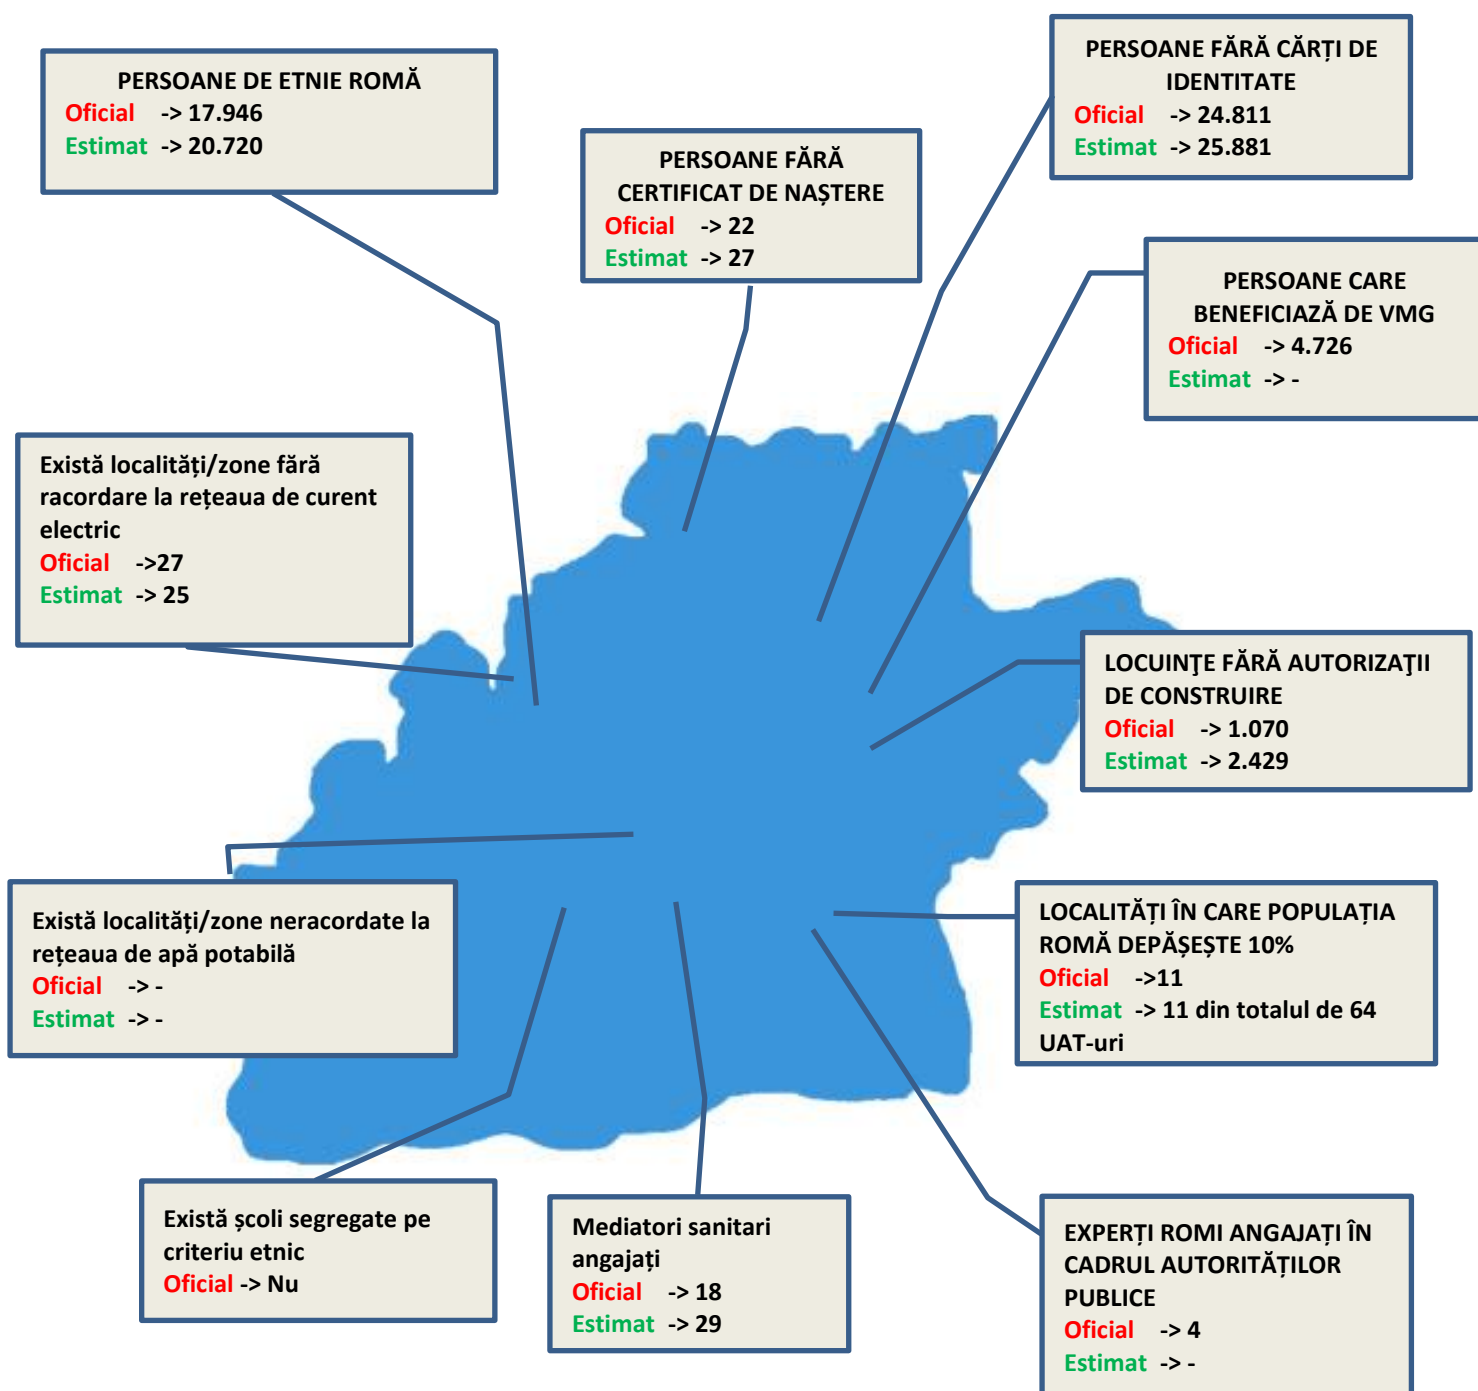 PERSOANE DE ETNIE ROMĂ
Oficial -> 17.946
Estimat -> 20.720
PERSOANE FĂRĂ CĂRȚI DE
IDENTITATE
Oficial -> 24.811
Estimat -> 25.881
PERSOANE FĂRĂ
CERTIFICAT DE NAȘTERE
Oficial -> 22
Estimat -> 27
PERSOANE CARE
BENEFICIAZĂ DE VMG
Oficial -> 4.726
Estimat -> -
Există localități/zone fără
racordare la rețeaua de curent
electric
Oficial ->27
Estimat -> 25
LOCUINŢE FĂRĂ AUTORIZAŢII
DE CONSTRUIRE
Oficial -> 1.070
Estimat -> 2.429
Există localități/zone neracordate la
rețeaua de apă potabilă
Oficial -> -
Estimat -> -
LOCALITĂȚI ÎN CARE POPULAȚIA
ROMĂ DEPĂȘEȘTE 10%
Oficial ->11
Estimat -> 11 din totalul de 64
UAT-uri
Există școli segregate pe
criteriu etnic
Oficial -> Nu
Mediatori sanitari
angajați
Oficial -> 18
Estimat -> 29
EXPERȚI ROMI ANGAJAȚI ÎN
CADRUL AUTORITĂȚILOR
PUBLICE
Oficial -> 4
Estimat -> -